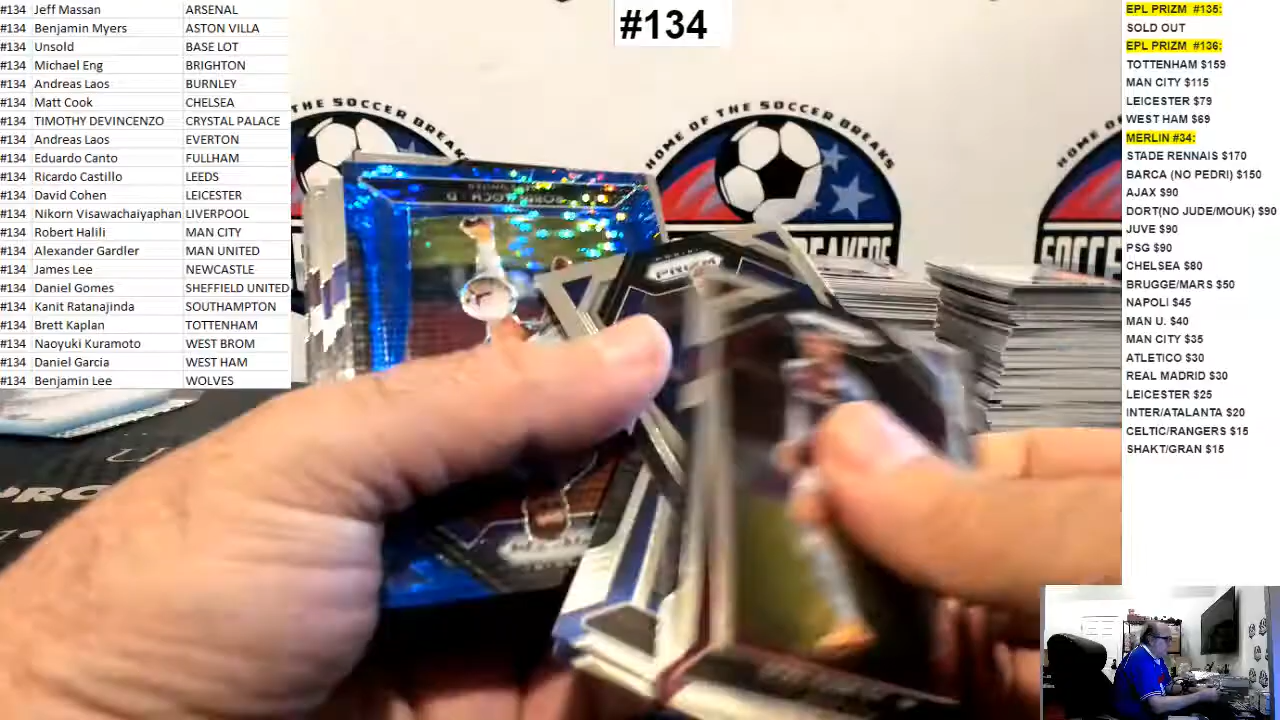 #134 Jeff Massan ARSENAL
#134 Benjamin Myers ASTON VILLA
#134 Unsold BASE LOT
#134 Michael Eng BRIGHTON
#134 Andreas Laos BURNLEY
#134 Matt Cook CHELSEA
#134 TIMOTHY DEVINCENZO CRYSTAL PALACE
#134 Andreas Laos EVERTON
#134 Eduardo Canto FULLHAM
#134 Ricardo Castillo LEEDS
#134 David Cohen LEICESTER
#134 Nikorn Visawachaiyaphan LIVERPOOL
#134 Robert Halili MAN CITY
#134 Alexander Gardler MAN UNITED
#134 James Lee NEWCASTLE
#134 Daniel Gomes SHEFFIELD UNITED
#134 Kanit Ratanajinda SOUTHAMPTON
#134 Brett Kaplan TOTTENHAM
#134 Naoyuki Kuramoto WEST BROM
#134 Daniel Garcia WEST HAM
#134 Benjamin Lee WOLVES
#134
THE SOCCER BREA
HOME OF THE SOCCER BREAKERS
BREAKERS
HOME OF TH
SOCC
PRIZM
EPL PRIZM #135:
SOLD OUT
EPL PRIZM #136:
TOTTENHAM $159
MAN CITY $115
LEICESTER $79
WEST HAM $69
MERLIN #34:
STADE RENNAIS $170
BARCA (NO PEDRI) $150
AJAX $90
DORT(NO JUDE/MOUK) $90
JUVE $90
PSG $90
CHELSEA $80
BRUGGE/MARS $50
NAPOLI $45
MAN U. $40
MAN CITY $35
ATLETICO $30
REAL MADRID $30
LEICESTER $25
INTER/ATALANTA $20
CELTIC/RANGERS $15
SHAKT/GRAN $15